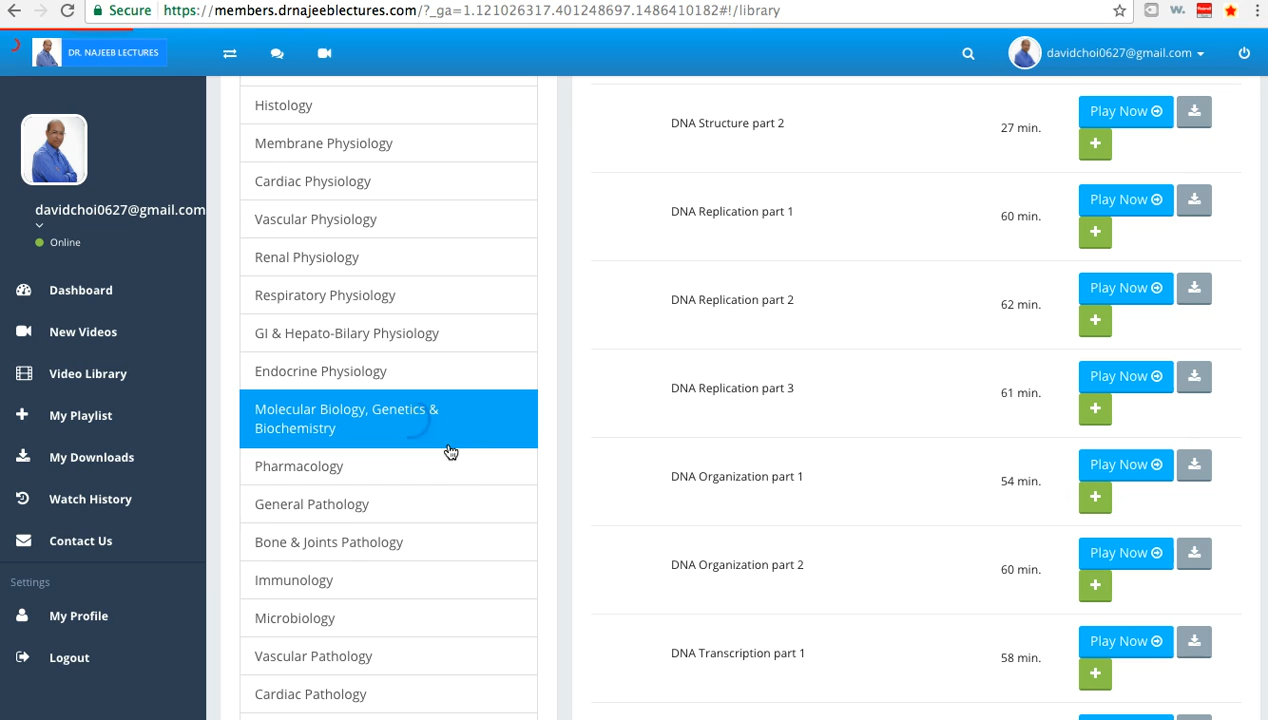 Secure https://members.drnajeeblectures.com/?_ga=1.121026317.401248697.1486410182#!/library
w.
DR. NAJEEB LECTURES
davidchoi0627@gmail.com
davidchoi0627@gmail.com
Online
Dashboard
New Videos
Video Library
My Playlist
My Downloads
Watch History
Contact Us
Settings
My Profile
Logout
Histology
Membrane Physiology
Cardiac Physiology
Vascular Physiology
Renal Physiology
Respiratory Physiology
GI & Hepato-Bilary Physiology
Endocrine Physiology
Molecular Biology, Genetics &
Biochemistry
Pharmacology
General Pathology
Bone & Joints Pathology
Immunology
Microbiology
Vascular Pathology
Cardiac Pathology
DNA Structure part 2 27 min. Play Now
DNA Replication part 1 60 min. Play Now
DNA Replication part 2 62 min. Play Now
DNA Replication part 3 61 min. Play Now
DNA Organization part 1 54 min. Play Now
DNA Organization part 2 60 min. Play Now
DNA Transcription part 1 58 min. Play Now